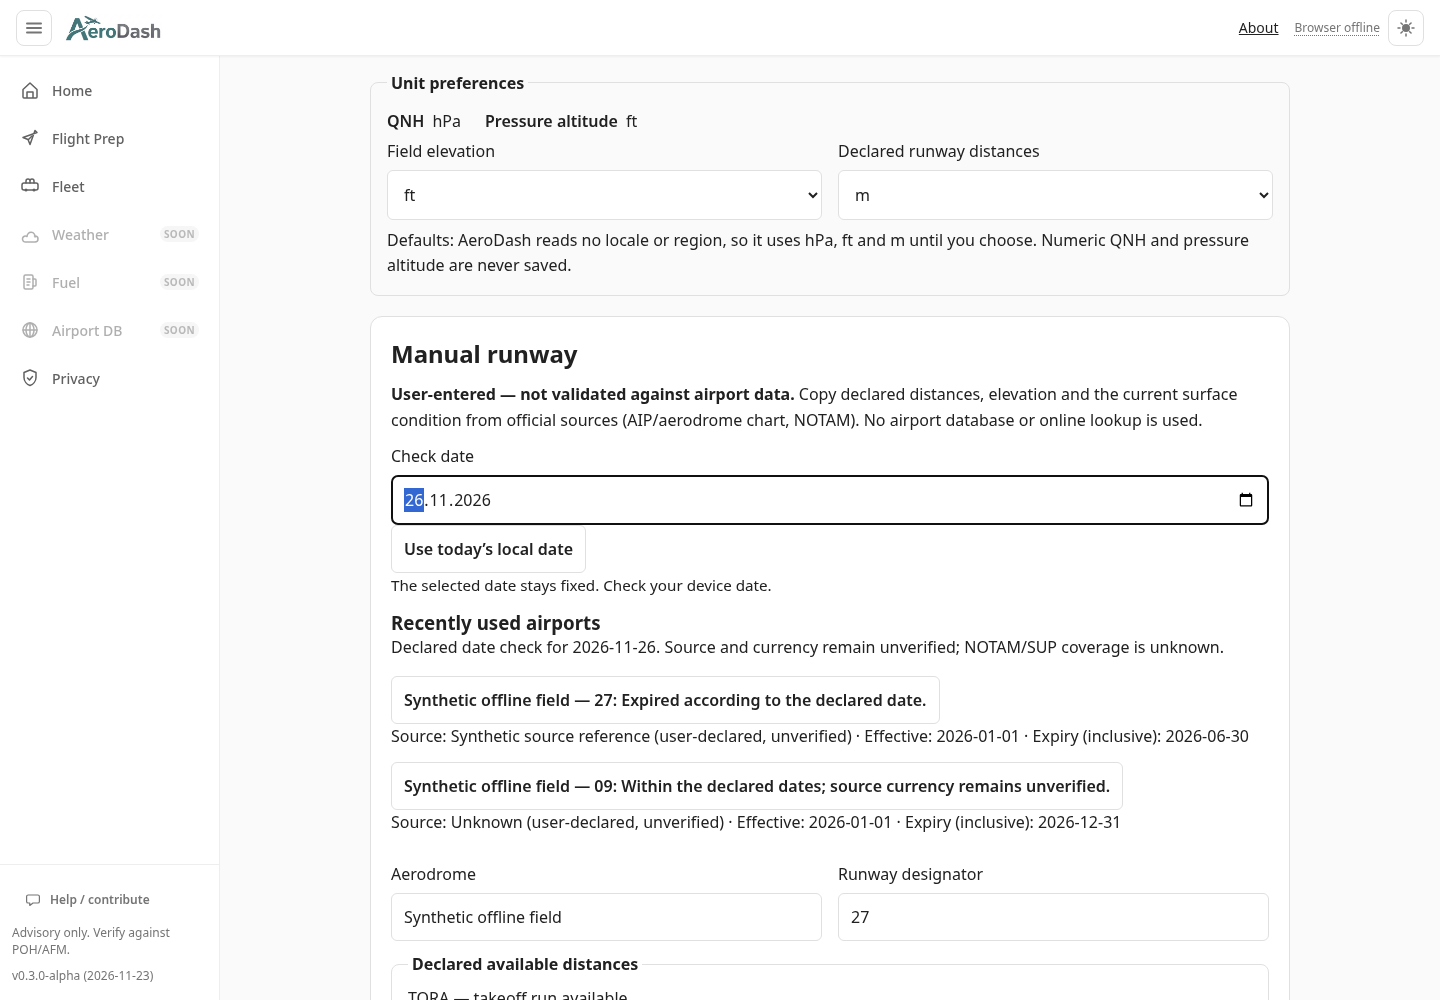 AeroDash
About
Browser offline
Home
Flight Prep
Fleet
Weather SOON
Fuel SOON
Airport DB SOON
Privacy
Help / contribute
Advisory only. Verify against
POH/AFM.
v0.3.0-alpha (2026-11-23)
Unit preferences
QNH hPa Pressure altitude ft
Field elevation
ft
Declared runway distances
m
Defaults: AeroDash reads no locale or region, so it uses hPa, ft and m until you choose. Numeric QNH and pressure
altitude are never saved.
Manual runway
User-entered — not validated against airport data. Copy declared distances, elevation and the current surface
condition from official sources (AIP/aerodrome chart, NOTAM). No airport database or online lookup is used.
Check date
26.11.2026
Use today’s local date
The selected date stays fixed. Check your device date.
Recently used airports
Declared date check for 2026-11-26. Source and currency remain unverified; NOTAM/SUP coverage is unknown.
Synthetic offline field — 27: Expired according to the declared date.
Source: Synthetic source reference (user-declared, unverified) · Effective: 2026-01-01 · Expiry (inclusive): 2026-06-30
Synthetic offline field — 09: Within the declared dates; source currency remains unverified.
Source: Unknown (user-declared, unverified) · Effective: 2026-01-01 · Expiry (inclusive): 2026-12-31
Aerodrome
Synthetic offline field
Runway designator
27
Declared available distances
TORA — takeoff run available